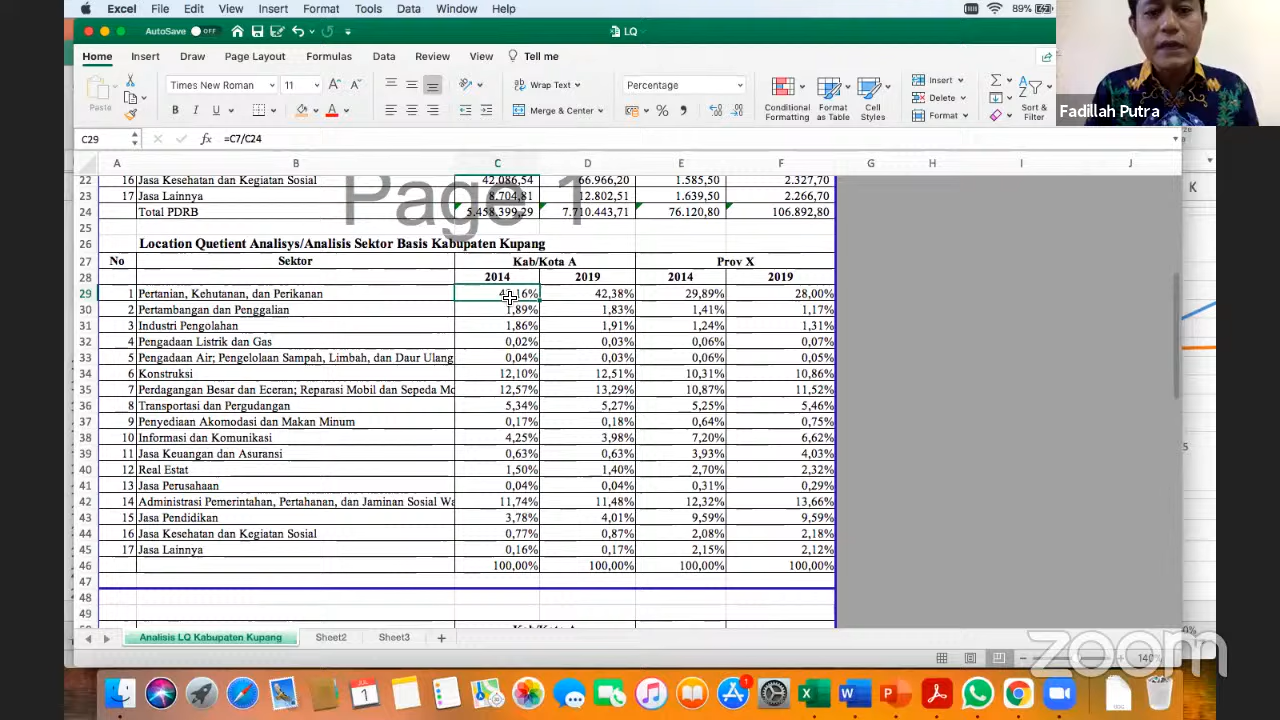 Excel File Edit View Insert Format Tools Data Window Help 89%
AutoSave OFF LQ
Home Insert Draw Page Layout Formulas Data Review View Tell me
Times New Roman 11 Wrap Text Percentage Insert
Paste B I U Merge & Center % Conditional Formatting Format as Table Cell Styles Delete Format Sort & Filter
Fadillah Putra
C29 fx =C7/C24
A B C D E F G H I J K
Page 1
22 16 Jasa Kesehatan dan Kegiatan Sosial 42.086,54 66.966,20 1.585,50 2.327,70
23 17 Jasa Lainnya 8.704,81 12.802,51 1.639,50 2.266,70
24 Total PDRB 5.458.399,29 7.710.443,71 76.120,80 106.892,80
25
26 Location Quetient Analisys/Analisis Sektor Basis Kabupaten Kupang
27 No Sektor Kab/Kota A Prov X
28 2014 2019 2014 2019
29 1 Pertanian, Kehutanan, dan Perikanan 42,38% 29,89% 28,00%
30 2 Pertambangan dan Penggalian 1,89% 1,83% 1,41% 1,17%
31 3 Industri Pengolahan 1,86% 1,91% 1,24% 1,31%
32 4 Pengadaan Listrik dan Gas 0,02% 0,03% 0,06% 0,07%
33 5 Pengadaan Air; Pengelolaan Sampah, Limbah, dan Daur Ulang 0,04% 0,03% 0,06% 0,05%
34 6 Konstruksi 12,10% 12,51% 10,31% 10,86%
35 7 Perdagangan Besar dan Eceran; Reparasi Mobil dan Sepeda Mo 12,57% 13,29% 10,87% 11,52%
36 8 Transportasi dan Pergudangan 5,34% 5,27% 5,25% 5,46%
37 9 Penyediaan Akomodasi dan Makan Minum 0,17% 0,18% 0,64% 0,75%
38 10 Informasi dan Komunikasi 4,25% 3,98% 7,20% 6,62%
39 11 Jasa Keuangan dan Asuransi 0,63% 0,63% 3,93% 4,03%
40 12 Real Estat 1,50% 1,40% 2,70% 2,32%
41 13 Jasa Perusahaan 0,04% 0,04% 0,31% 0,29%
42 14 Administrasi Pemerintahan, Pertahanan, dan Jaminan Sosial Wa 11,74% 11,48% 12,32% 13,66%
43 15 Jasa Pendidikan 3,78% 4,01% 9,59% 9,59%
44 16 Jasa Kesehatan dan Kegiatan Sosial 0,77% 0,87% 2,08% 2,18%
45 17 Jasa Lainnya 0,16% 0,17% 2,15% 2,12%
46 100,00% 100,00% 100,00% 100,00%
47
48
49
Analisis LQ Kabupaten Kupang Sheet2 Sheet3 +
140%
zoom
JUL 1